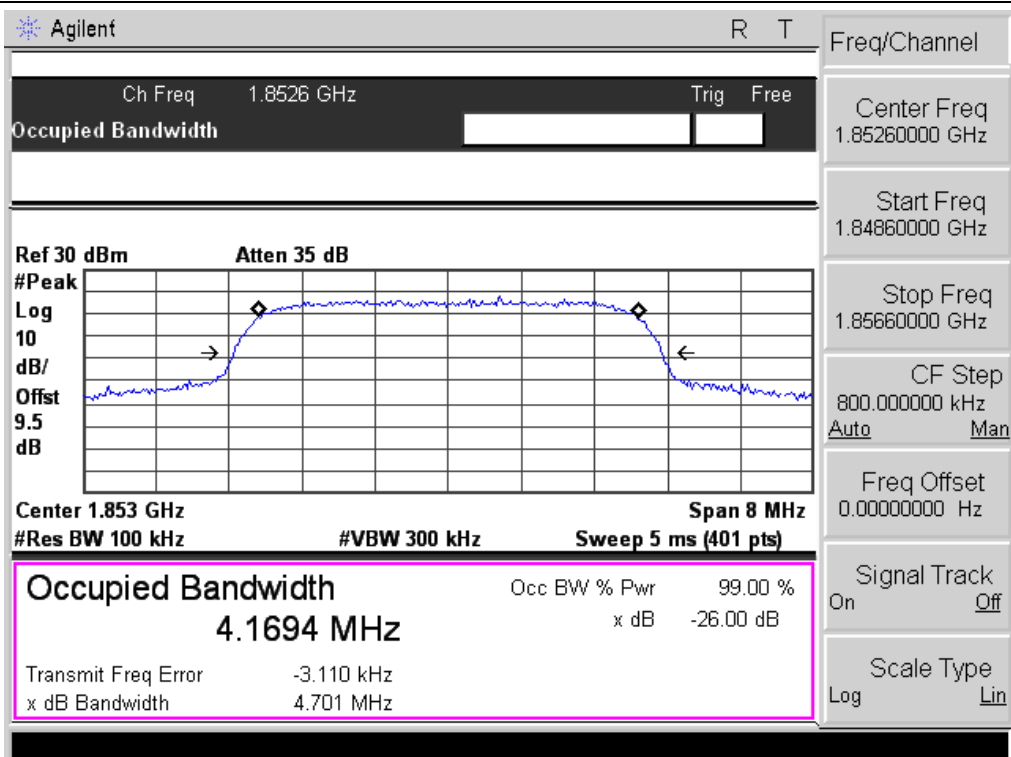 Agilent R T
Freq/Channel
Ch Freq 1.8526 GHz Trig Free
Occupied Bandwidth
Center Freq
1.85260000 GHz
Start Freq
1.84860000 GHz
Ref 30 dBm Atten 35 dB
#Peak
Log
10
dB/
Offst
9.5
dB
Stop Freq
1.85660000 GHz
CF Step
800.000000 kHz
Auto Man
Center 1.853 GHz Span 8 MHz
#Res BW 100 kHz #VBW 300 kHz Sweep 5 ms (401 pts)
Freq Offset
0.00000000 Hz
Occupied Bandwidth
4.1694 MHz
Occ BW % Pwr 99.00 %
x dB -26.00 dB
Transmit Freq Error -3.110 kHz
x dB Bandwidth 4.701 MHz
Signal Track
On Off
Scale Type
Log Lin